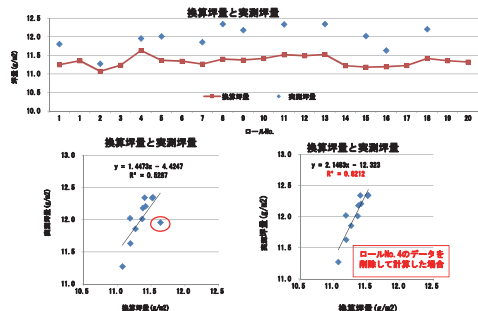 換算坪量と実測坪量
12.5
12.0
11.5
11.0
10.5
10.0
坪量(g/m2)
換算坪量 実測坪量
1 1 2 3 4 5 6 7 8 9 10 11 12 13 14 15 16 17 18 19 20
ロールNo.
換算坪量と実測坪量
13.0
12.5
12.0
11.5
11.0
実測坪量(g/m2)
y = 1.4473x - 4.4247
R² = 0.5267
10.5 11.0 11.5 12.0 12.5
換算坪量(g/m2)
換算坪量と実測坪量
13.0
12.5
12.0
11.5
11.0
実測坪量(g/m2)
y = 2.1463x - 12.323
R² = 0.8212
ロールNo.4のデータを
削除して計算した場合
10.5 11.0 11.5 12.0 12.5
換算坪量(g/m2)